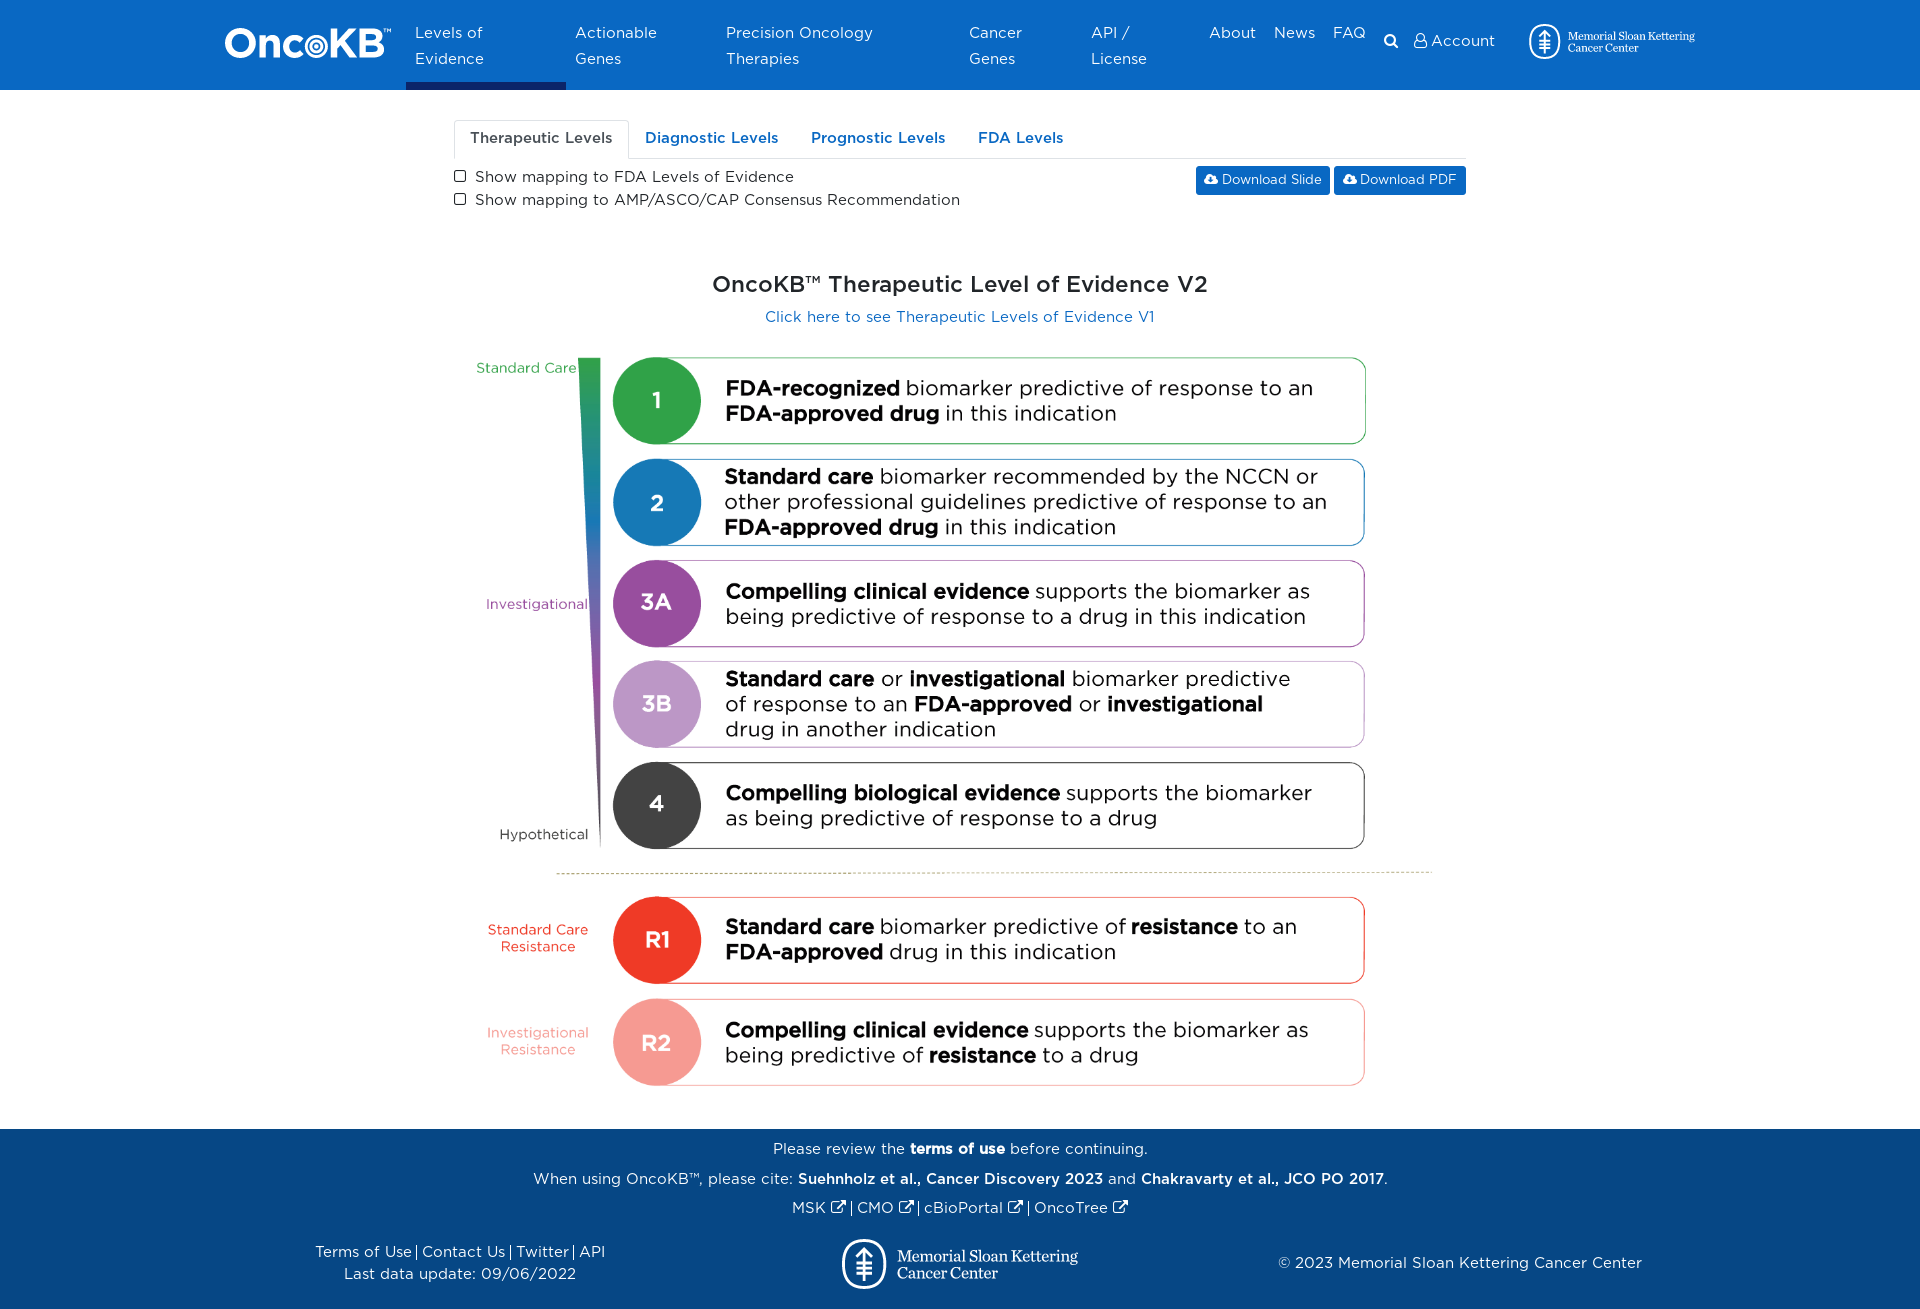 OncoKB™
Levels of
Evidence
Actionable
Genes
Precision Oncology
Therapies
Cancer
Genes
API /
License
About
News
FAQ
Account
Memorial Sloan Kettering
Cancer Center
Therapeutic Levels
Diagnostic Levels
Prognostic Levels
FDA Levels
Show mapping to FDA Levels of Evidence
Show mapping to AMP/ASCO/CAP Consensus Recommendation
Download Slide
Download PDF
OncoKB™ Therapeutic Level of Evidence V2
Click here to see Therapeutic Levels of Evidence V1
Standard Care
1
FDA-recognized biomarker predictive of response to an
FDA-approved drug in this indication
2
Standard care biomarker recommended by the NCCN or
other professional guidelines predictive of response to an
FDA-approved drug in this indication
Investigational
3A
Compelling clinical evidence supports the biomarker as
being predictive of response to a drug in this indication
3B
Standard care or investigational biomarker predictive
of response to an FDA-approved or investigational
drug in another indication
Hypothetical
4
Compelling biological evidence supports the biomarker
as being predictive of response to a drug
Standard Care
Resistance
R1
Standard care biomarker predictive of resistance to an
FDA-approved drug in this indication
Investigational
Resistance
R2
Compelling clinical evidence supports the biomarker as
being predictive of resistance to a drug
Please review the terms of use before continuing.
When using OncoKB™, please cite: Suehnholz et al., Cancer Discovery 2023 and Chakravarty et al., JCO PO 2017.
MSK | CMO | cBioPortal | OncoTree
Terms of Use | Contact Us | Twitter | API
Last data update: 09/06/2022
Memorial Sloan Kettering
Cancer Center
© 2023 Memorial Sloan Kettering Cancer Center